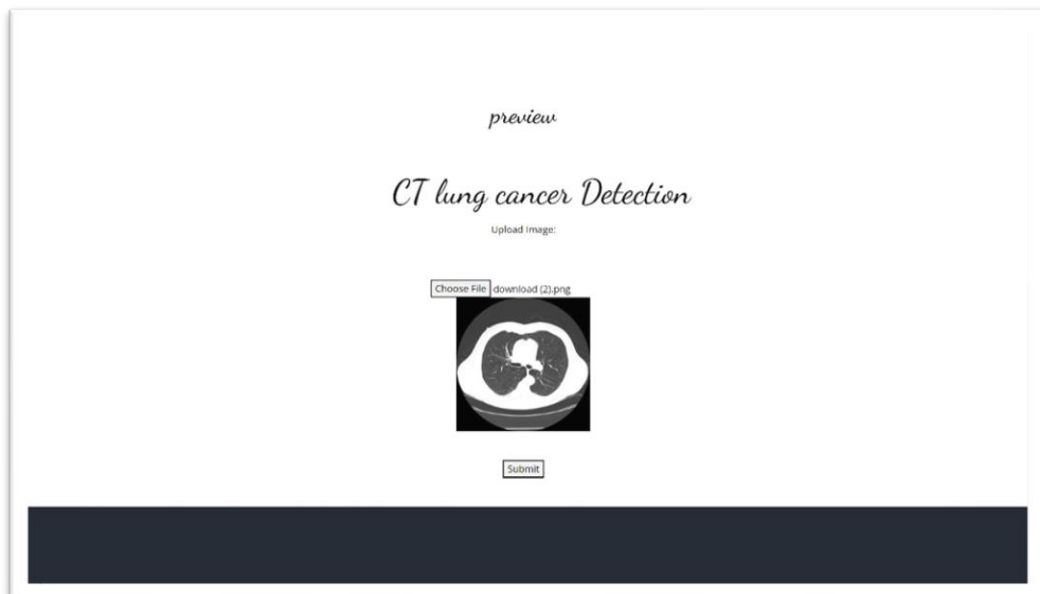 preview
CT lung cancer Detection
Upload Image:
Choose File download (2).png
Submit